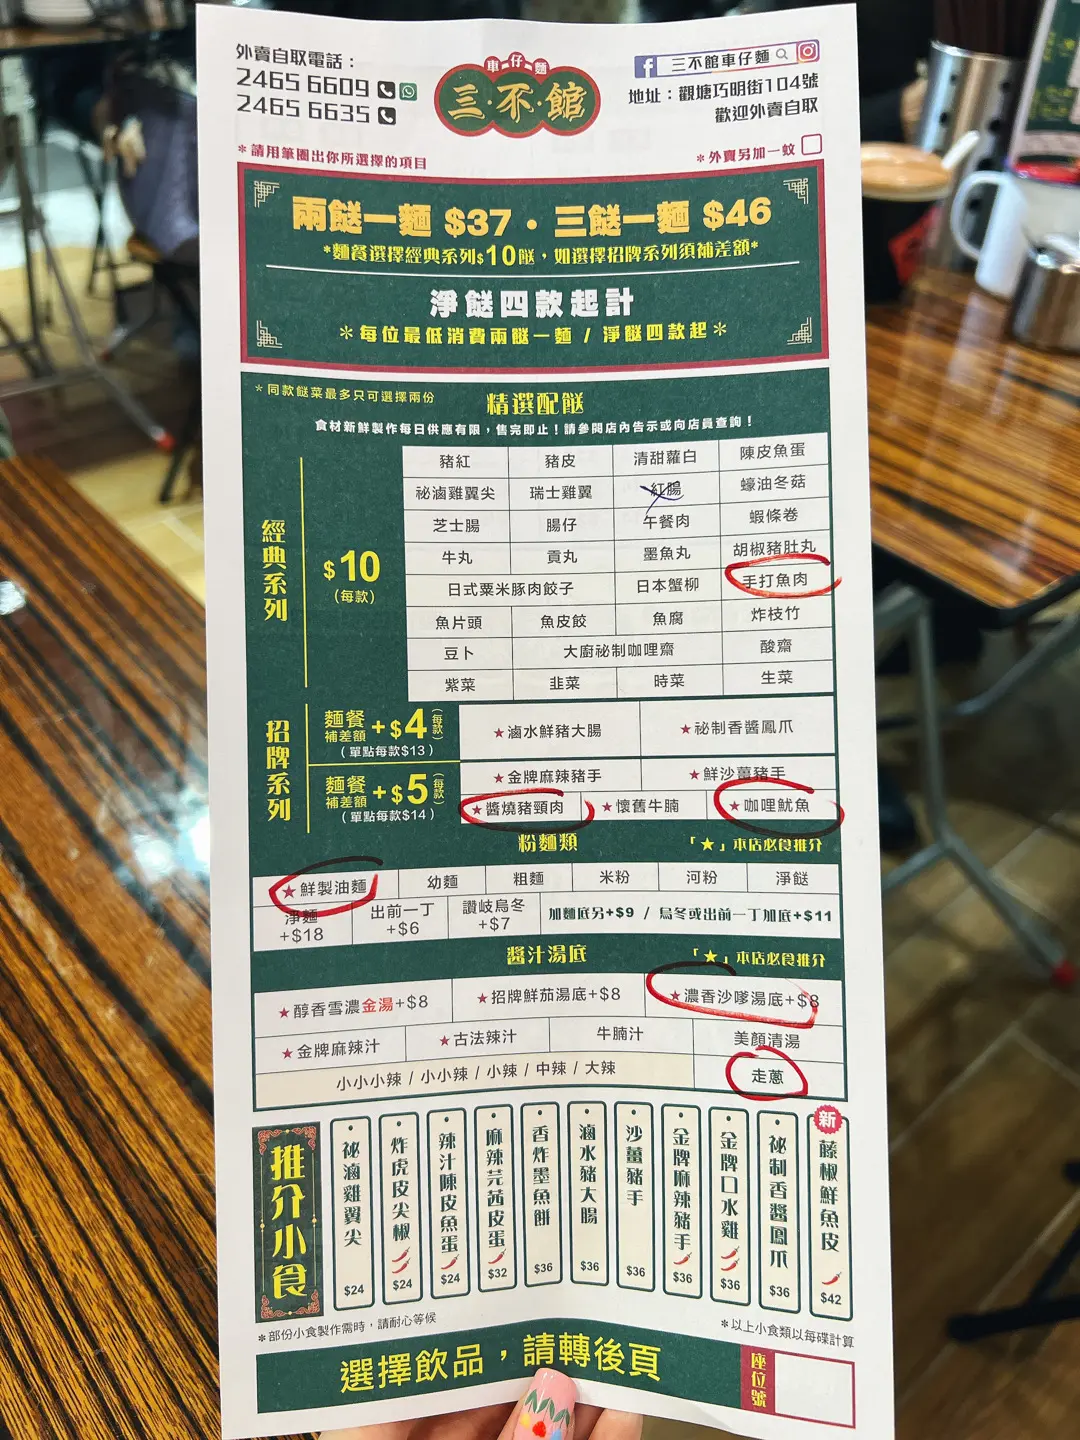 外賣自取電話：
2465 6609
2465 6635
車仔麵
三·不·館
三不館車仔麵
地址：觀塘巧明街104號
歡迎外賣自取
*請用筆圈出你所選擇的項目
*外賣另加一蚊
兩餸一麵 $37 · 三餸一麵 $46
*麵餐選擇經典系列$10餸，如選擇招牌系列須補差額*
淨餸四款起計
*每位最低消費兩餸一麵 / 淨餸四款起*
*同款餸菜最多只可選擇兩份
精選配餸
食材新鮮製作每日供應有限，售完即止！請參閱店內告示或向店員查詢！
經典系列
$10
(每款)
豬紅 豬皮 清甜蘿白 陳皮魚蛋
祕滷雞翼尖 瑞士雞翼 紅腸 蠔油冬菇
芝士腸 腸仔 午餐肉 蝦條卷
牛丸 貢丸 墨魚丸 胡椒豬肚丸
日式粟米豚肉餃子 日本蟹柳 手打魚肉
魚片頭 魚皮餃 魚腐 炸枝竹
豆卜 大廚祕制咖哩齋 酸齋
紫菜 韭菜 時菜 生菜
招牌系列
麵餐補差額 +$4 (每款)
(單點每款$13)
★滷水鮮豬大腸 ★祕制香醬鳳爪
麵餐補差額 +$5 (每款)
(單點每款$14)
★金牌麻辣豬手 ★鮮沙薑豬手
★醬燒豬頸肉 ★懷舊牛腩 ★咖哩魷魚
粉麵類
「★」本店必食推介
★鮮製油麵 幼麵 粗麵 米粉 河粉 淨餸
淨麵+$18 出前一丁+$6 讚岐烏冬+$7 加麵底另+$9 / 烏冬或出前一丁加底+$11
醬汁湯底
「★」本店必食推介
★醇香雪濃金湯+$8 ★招牌鮮茄湯底+$8 ★濃香沙嗲湯底+$8
★金牌麻辣汁 ★古法辣汁 牛腩汁 美顏清湯
小小小辣 / 小小辣 / 小辣 / 中辣 / 大辣 走蔥
推介小食
祕滷雞翼尖 $24
炸虎皮尖椒 $24
辣汁陳皮魚蛋 $24
麻辣芫茜皮蛋 $32
香炸墨魚餅 $36
滷水豬大腸 $36
沙薑豬手 $36
金牌麻辣豬手 $36
金牌口水雞 $36
祕制香醬鳳爪 $36
新
藤椒鮮魚皮 $42
*部份小食製作需時，請耐心等候
*以上小食類以每碟計算
選擇飲品，請轉後頁
座位號